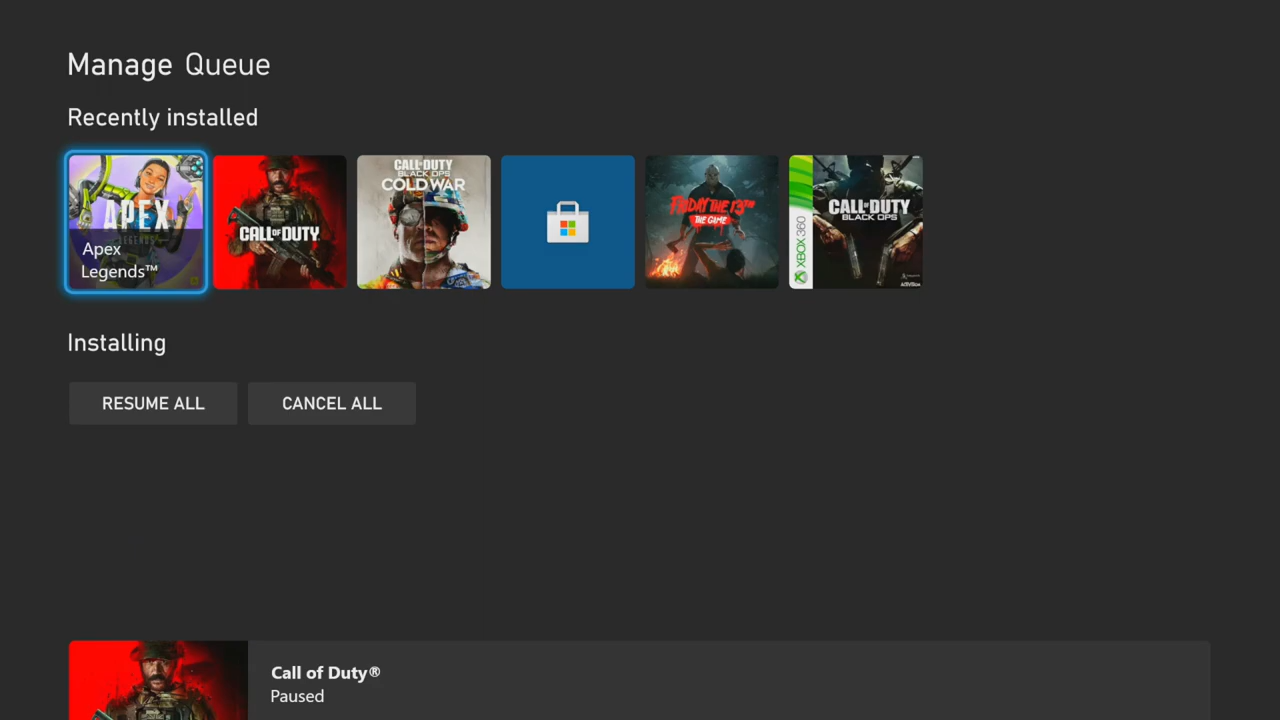 Manage Queue
Recently installed
APEX
LEGENDS
Apex
Legends™
CALL OF DUTY
CALL OF DUTY
BLACK OPS
COLD WAR
FRIDAY THE 13TH
THE GAME
XBOX 360
CALL OF DUTY
BLACK OPS
ACTIVISION
Installing
RESUME ALL
CANCEL ALL
Call of Duty®
Paused